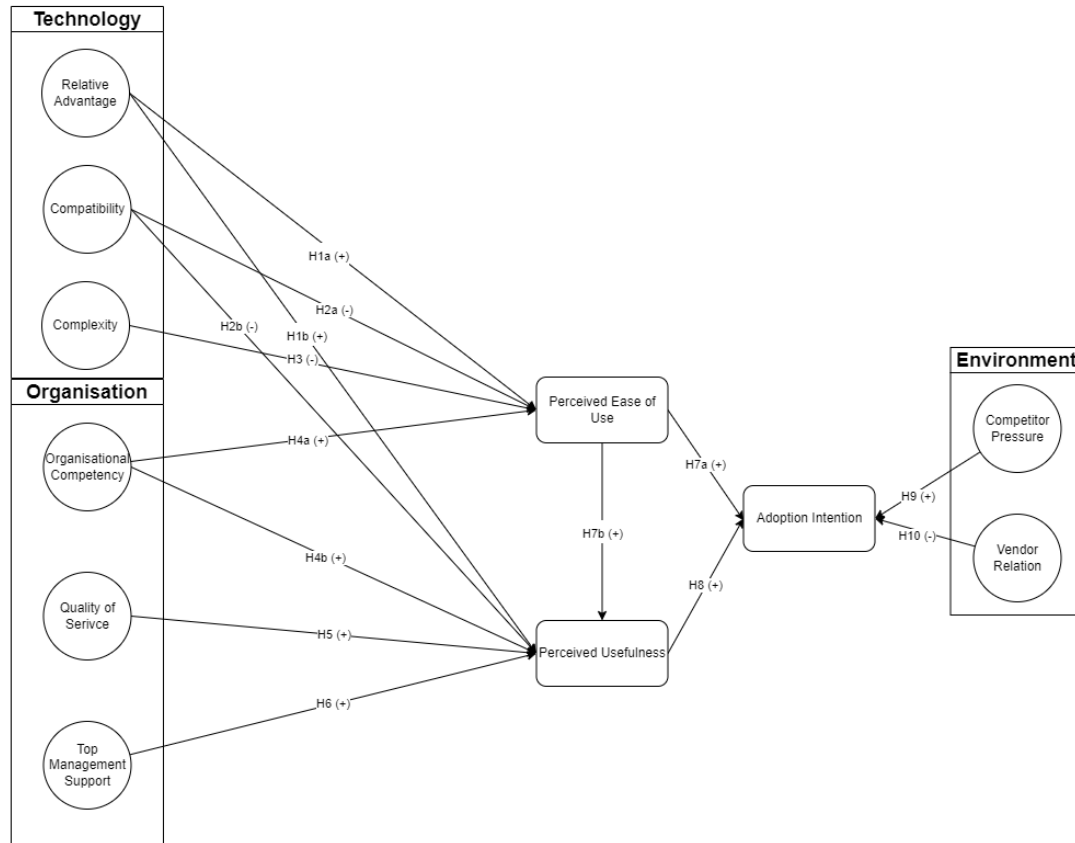 Technology
Relative
Advantage
Compatibility
Complexity
Organisation
Organisational
Competency
Quality of
Serivce
Top
Management
Support
H1a (+)
H2a (-)
H2b (-)
H1b (+)
H3 (-)
H4a (+)
H4b (+)
H5 (+)
H6 (+)
Perceived Ease of
Use
H7a (+)
H7b (+)
H8 (+)
Perceived Usefulness
Adoption Intention
H9 (+)
H10 (-)
Environment
Competitor
Pressure
Vendor
Relation